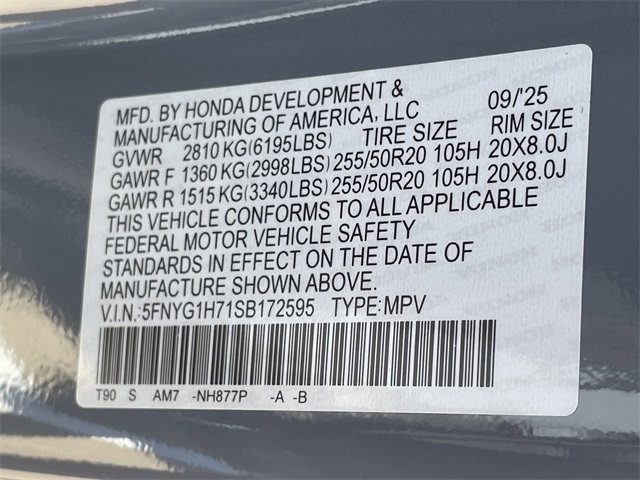 MFD. BY HONDA DEVELOPMENT &
MANUFACTURING OF AMERICA, LLC 09/'25
GVWR 2810 KG(6195LBS) TIRE SIZE RIM SIZE
GAWR F 1360 KG(2998LBS) 255/50R20 105H 20X8.0J
GAWR R 1515 KG(3340LBS) 255/50R20 105H 20X8.0J
THIS VEHICLE CONFORMS TO ALL APPLICABLE
FEDERAL MOTOR VEHICLE SAFETY
STANDARDS IN EFFECT ON THE DATE OF
MANUFACTURE SHOWN ABOVE.
V.I.N.:5FNYG1H71SB172595 TYPE:MPV
T90 S AM7 -NH877P -A -B